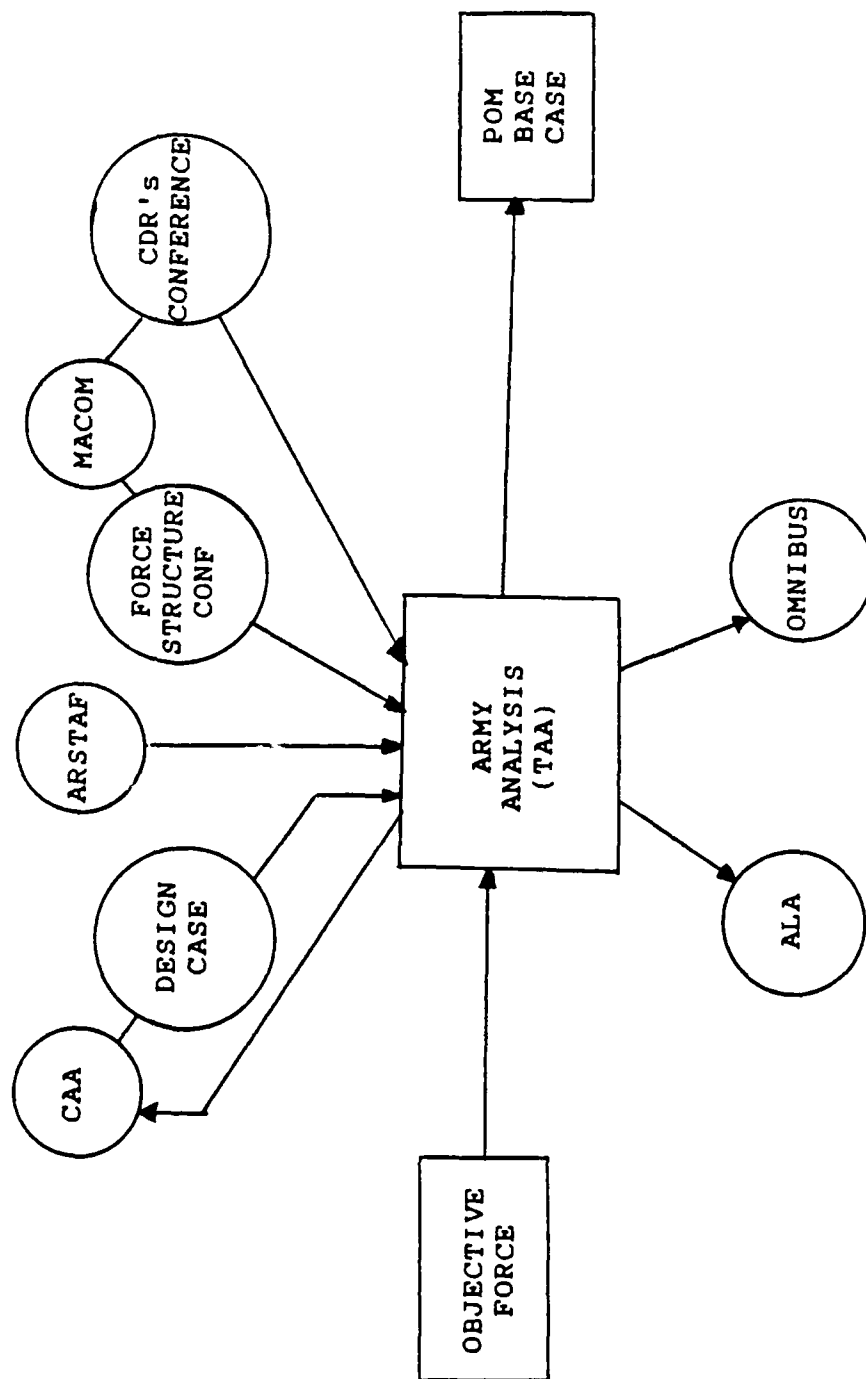 CAA
DESIGN
CASE
ARSTAF
FORCE
STRUCTURE
CONF
MACOM
CDR's
CONFERENCE
OBJECTIVE
FORCE
ARMY
ANALYSIS
(TAA)
POM
BASE
CASE
ALA
OMNIBUS